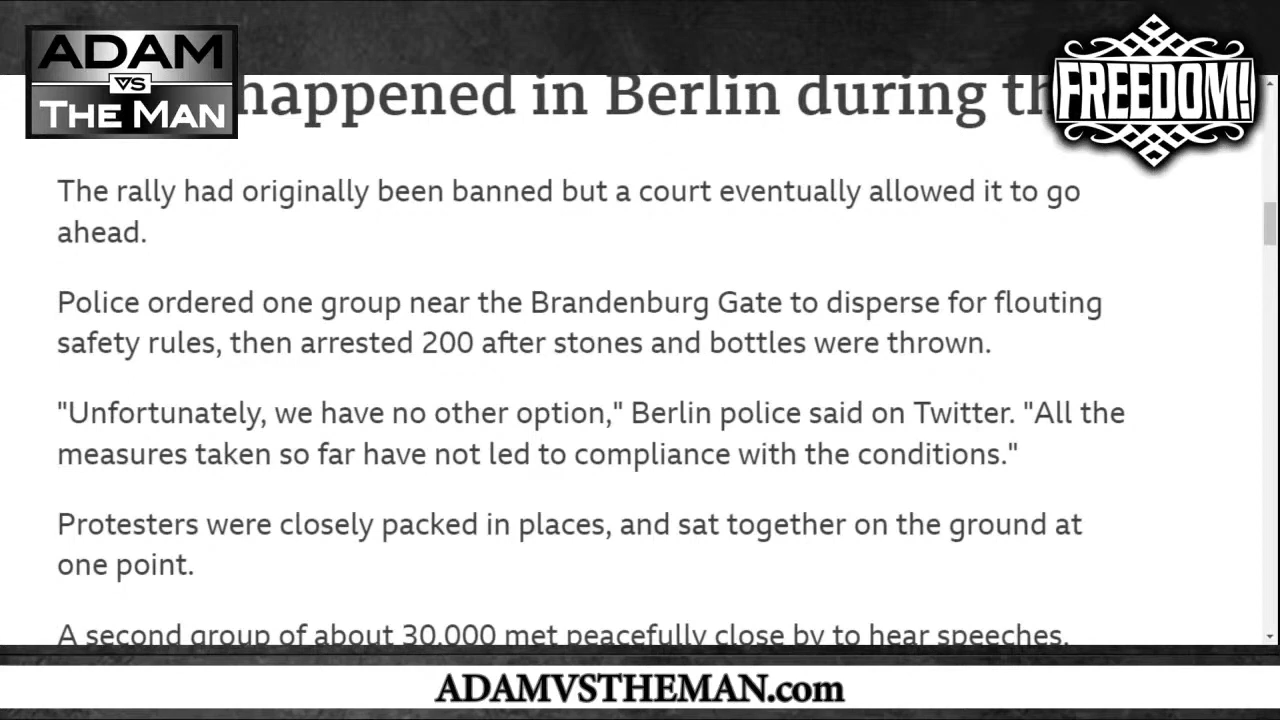 ADAM
VS
THE MAN
FREEDOM!
happened in Berlin during th
The rally had originally been banned but a court eventually allowed it to go
ahead.
Police ordered one group near the Brandenburg Gate to disperse for flouting
safety rules, then arrested 200 after stones and bottles were thrown.
"Unfortunately, we have no other option," Berlin police said on Twitter. "All the
measures taken so far have not led to compliance with the conditions."
Protesters were closely packed in places, and sat together on the ground at
one point.
A second group of about 30,000 met peacefully close by to hear speeches.
ADAMVSTHEMAN.com